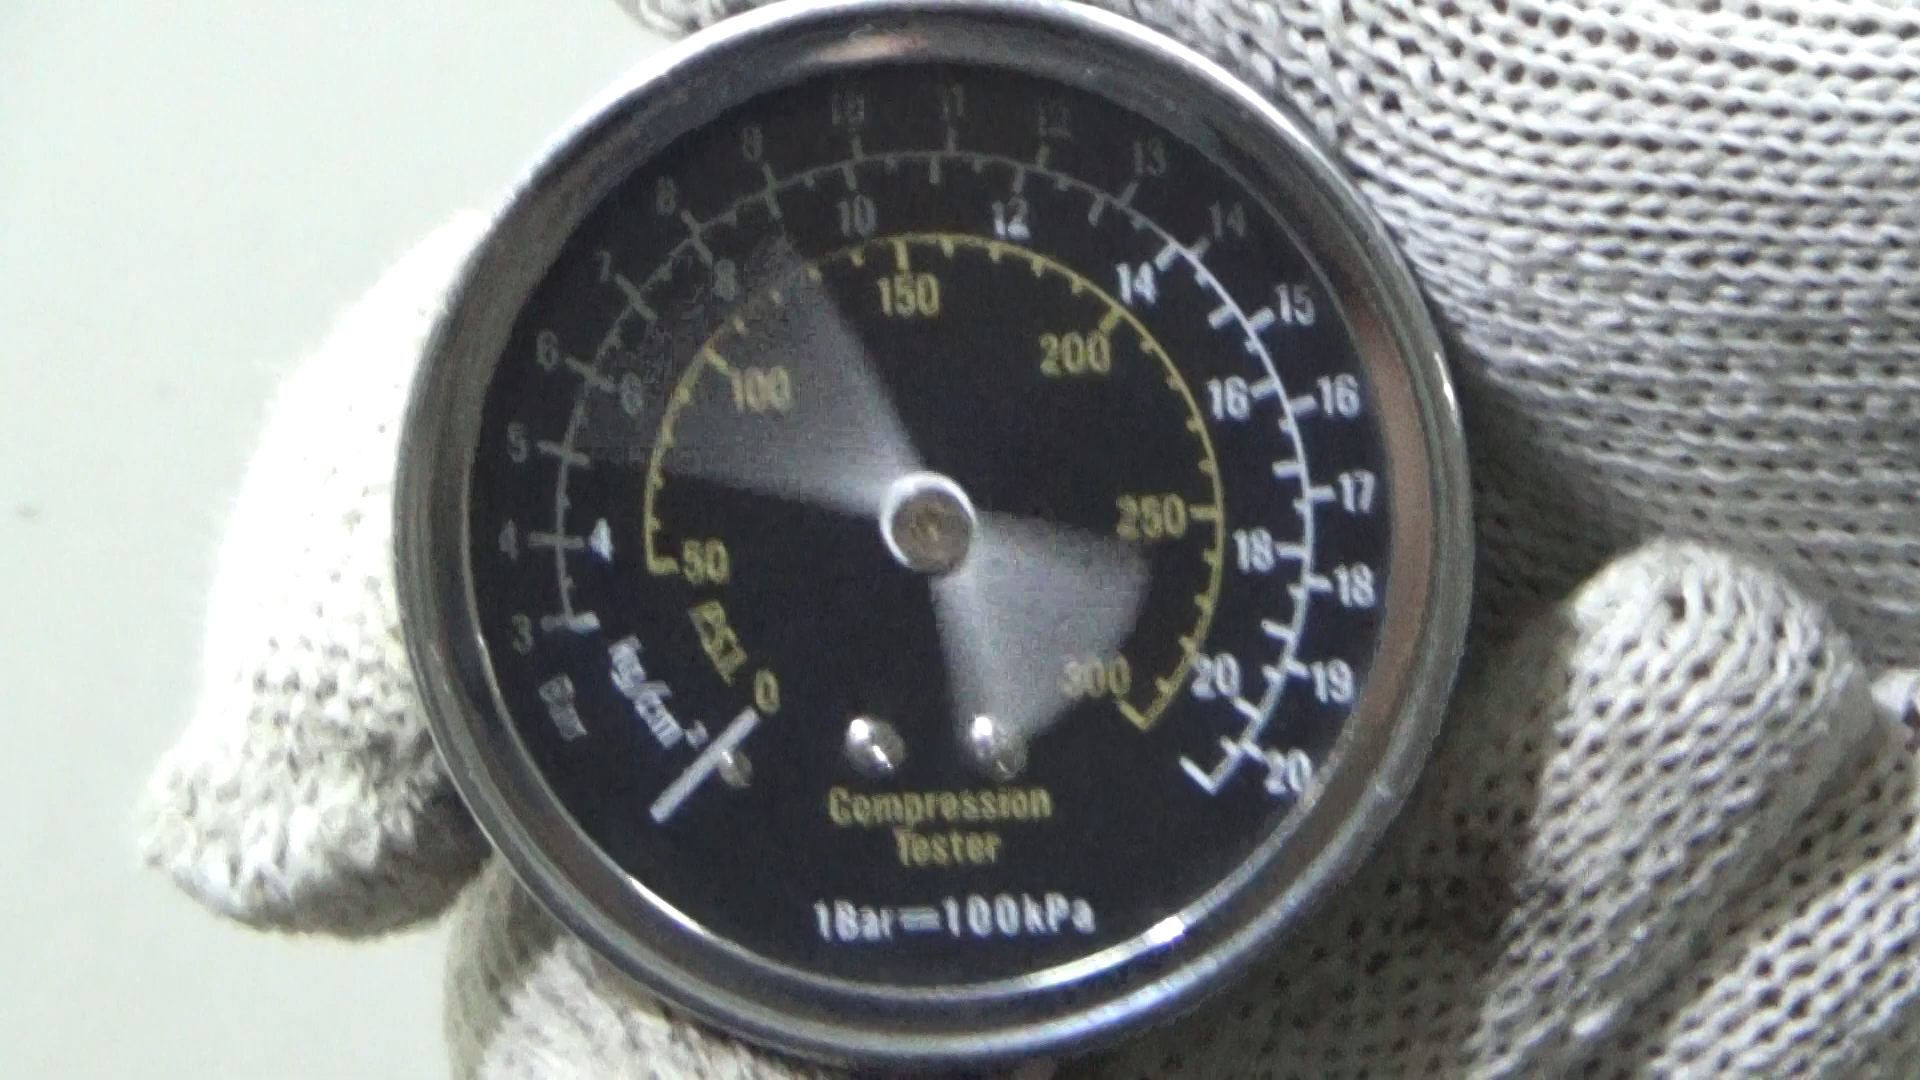 3 4 5 6 7 8 9 10 11 12 13 14 15 16 17 18 19 20
Bar
4 6 8 10 12 14 16 18 20
kg/cm²
0 50 100 150 200 250 300
PSI
Compression
Tester
1Bar=100kPa